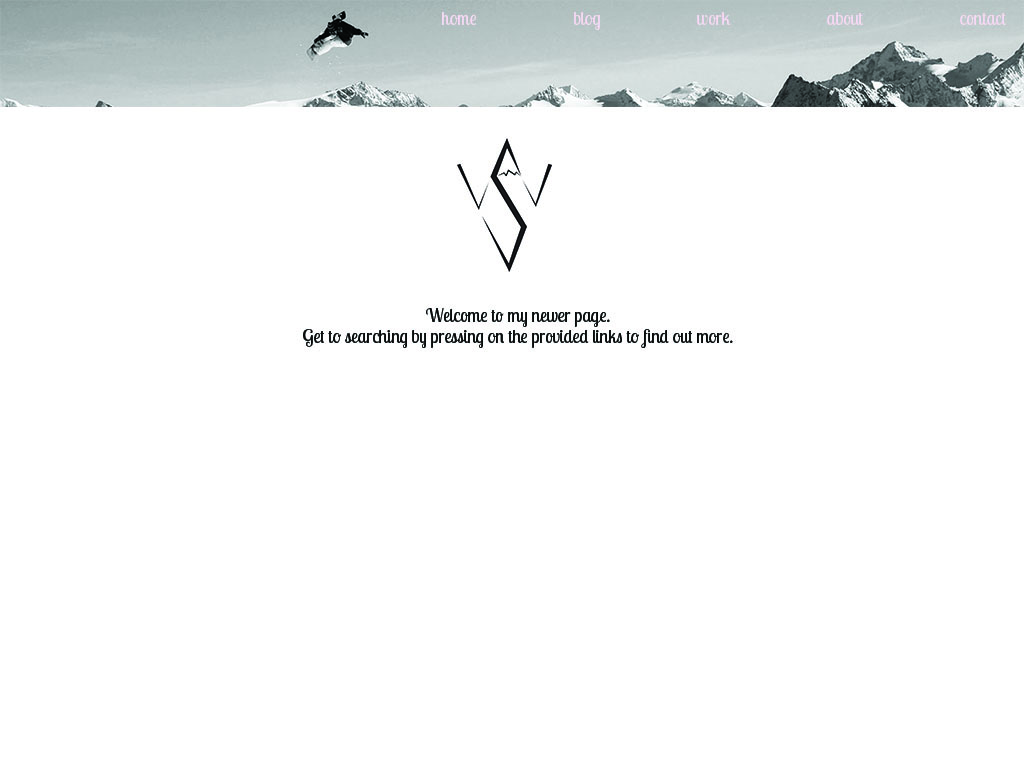 home blog work about contact
Welcome to my newer page.
Get to searching by pressing on the provided links to find out more.